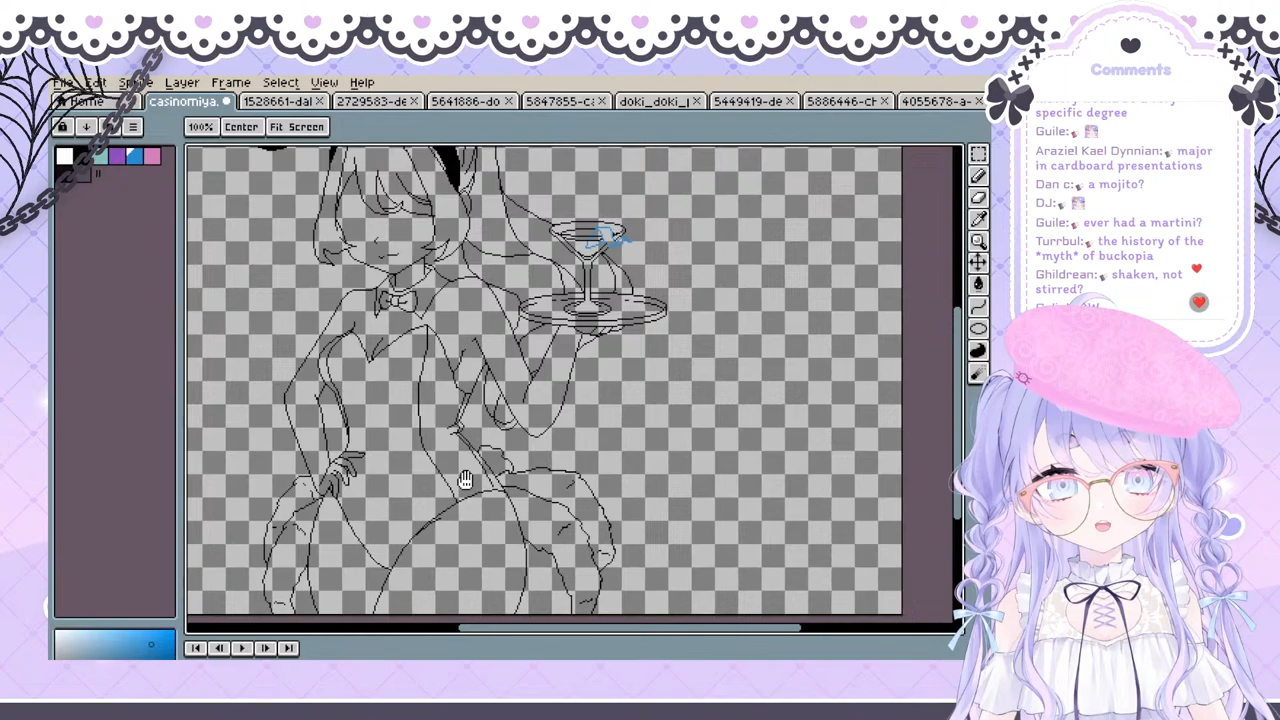 File Edit Sprite Layer Frame Select View Help
Home casinomiya. 1528661-dal 2729583-de 5641886-do 5847855-c doki_doki_ 5449419-de 5886446-ch 4055678-a-
100% Center Fit Screen
Comments
specific degree
Guile:
Araziel Kael Dynnian: major
in cardboard presentations
Dan c: a mojito?
DJ:
Guile: ever had a martini?
Turrbul: the history of the
*myth* of buckopia
Ghildrean: shaken, not
stirred?